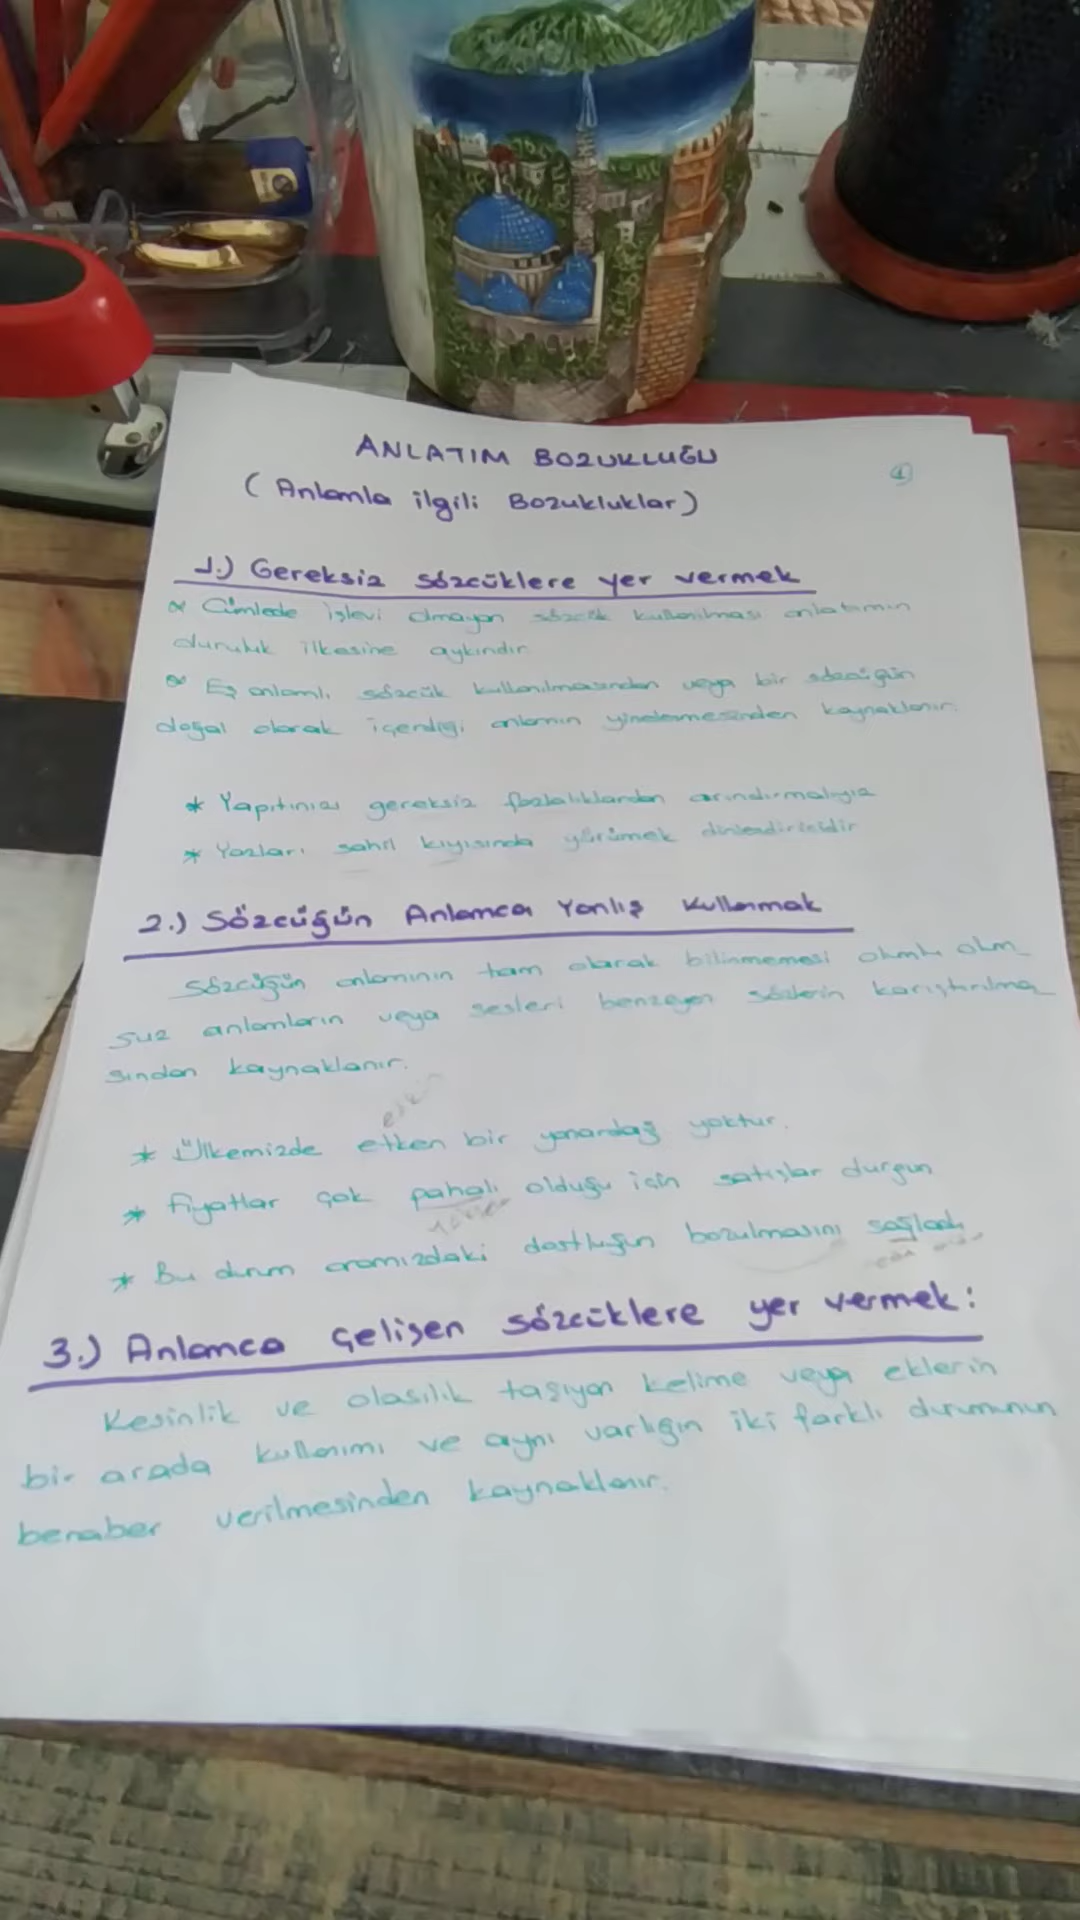 ANLATIM BOZUKLUĞU
1
(Anlamla ilgili Bozukluklar)
1.) Gereksiz sözcüklere yer vermek
Cümlede işlevi olmayan sözcük kullanılması anlatımın
duruluk ilkesine aykırıdır
Eş anlamlı sözcük kullanılmasından veya bir sözcüğün
doğal olarak içerdiği anlamın yinelenmesinden kaynaklanır.
* Yapıtınızı gereksiz fazlalıklardan arındırmalıyız
* Yazları sahil kıyısında yürümek dinlendiricidir
2.) Sözcüğün Anlamca Yanlış Kullanmak
Sözcüğün anlamının tam olarak bilinmemesi olumlu olum
suz anlamların veya sesleri benzeyen sözlerin karıştırılma
sından kaynaklanır.
* Ülkemizde etken bir yanardağ yoktur.
* Fiyatlar çok pahalı olduğu için satışlar durgun
* Bu durum aramızdaki dostluğun bozulmasını sağladı
3.) Anlamca çelişen sözcüklere yer vermek:
Kesinlik ve olasılık taşıyan kelime veya eklerin
bir arada kullanımı ve aynı varlığın iki farklı durumunun
beraber verilmesinden kaynaklanır.